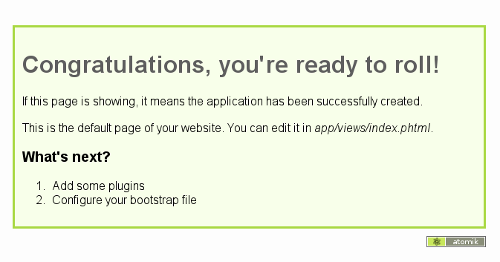 Congratulations, you're ready to roll!
If this page is showing, it means the application has been successfully created.
This is the default page of your website. You can edit it in app/views/index.phtml.
What's next?
1. Add some plugins
2. Configure your bootstrap file
atomik